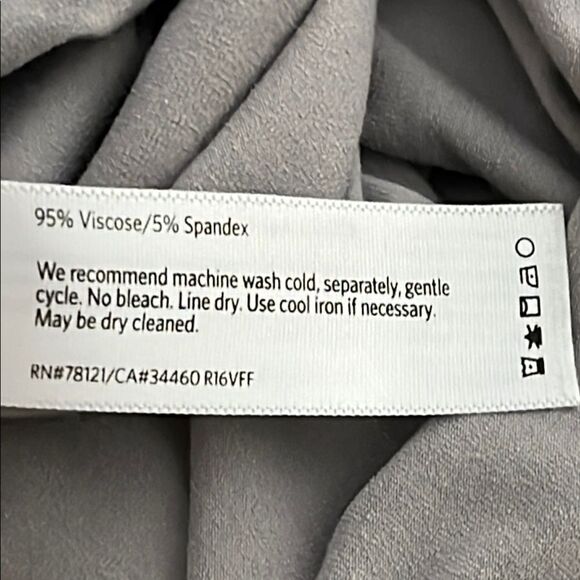 95% Viscose/5% Spandex
We recommend machine wash cold, separately, gentle
cycle. No bleach. Line dry. Use cool iron if necessary.
May be dry cleaned.
RN#78121/CA#34460 R16VFF